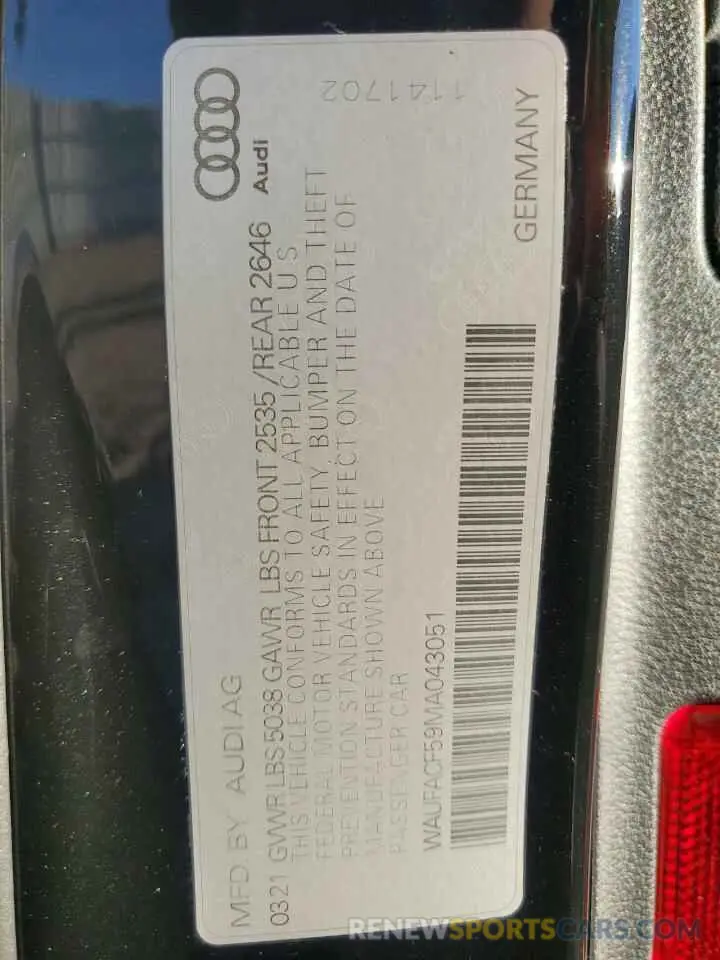 MFD BY AUDI AG
Audi
0321 GVWR LBS 5038 GAWR LBS FRONT 2535 /REAR 2646
THIS VEHICLE CONFORMS TO ALL APPLICABLE U S
FEDERAL MOTOR VEHICLE SAFETY, BUMPER AND THEFT
PREVENTION STANDARDS IN EFFECT ON THE DATE OF
MANUFACTURE SHOWN ABOVE
PASSENGER CAR
1141702
WAUFACF59MA043051
GERMANY
RENEWSPORTSCARS.COM